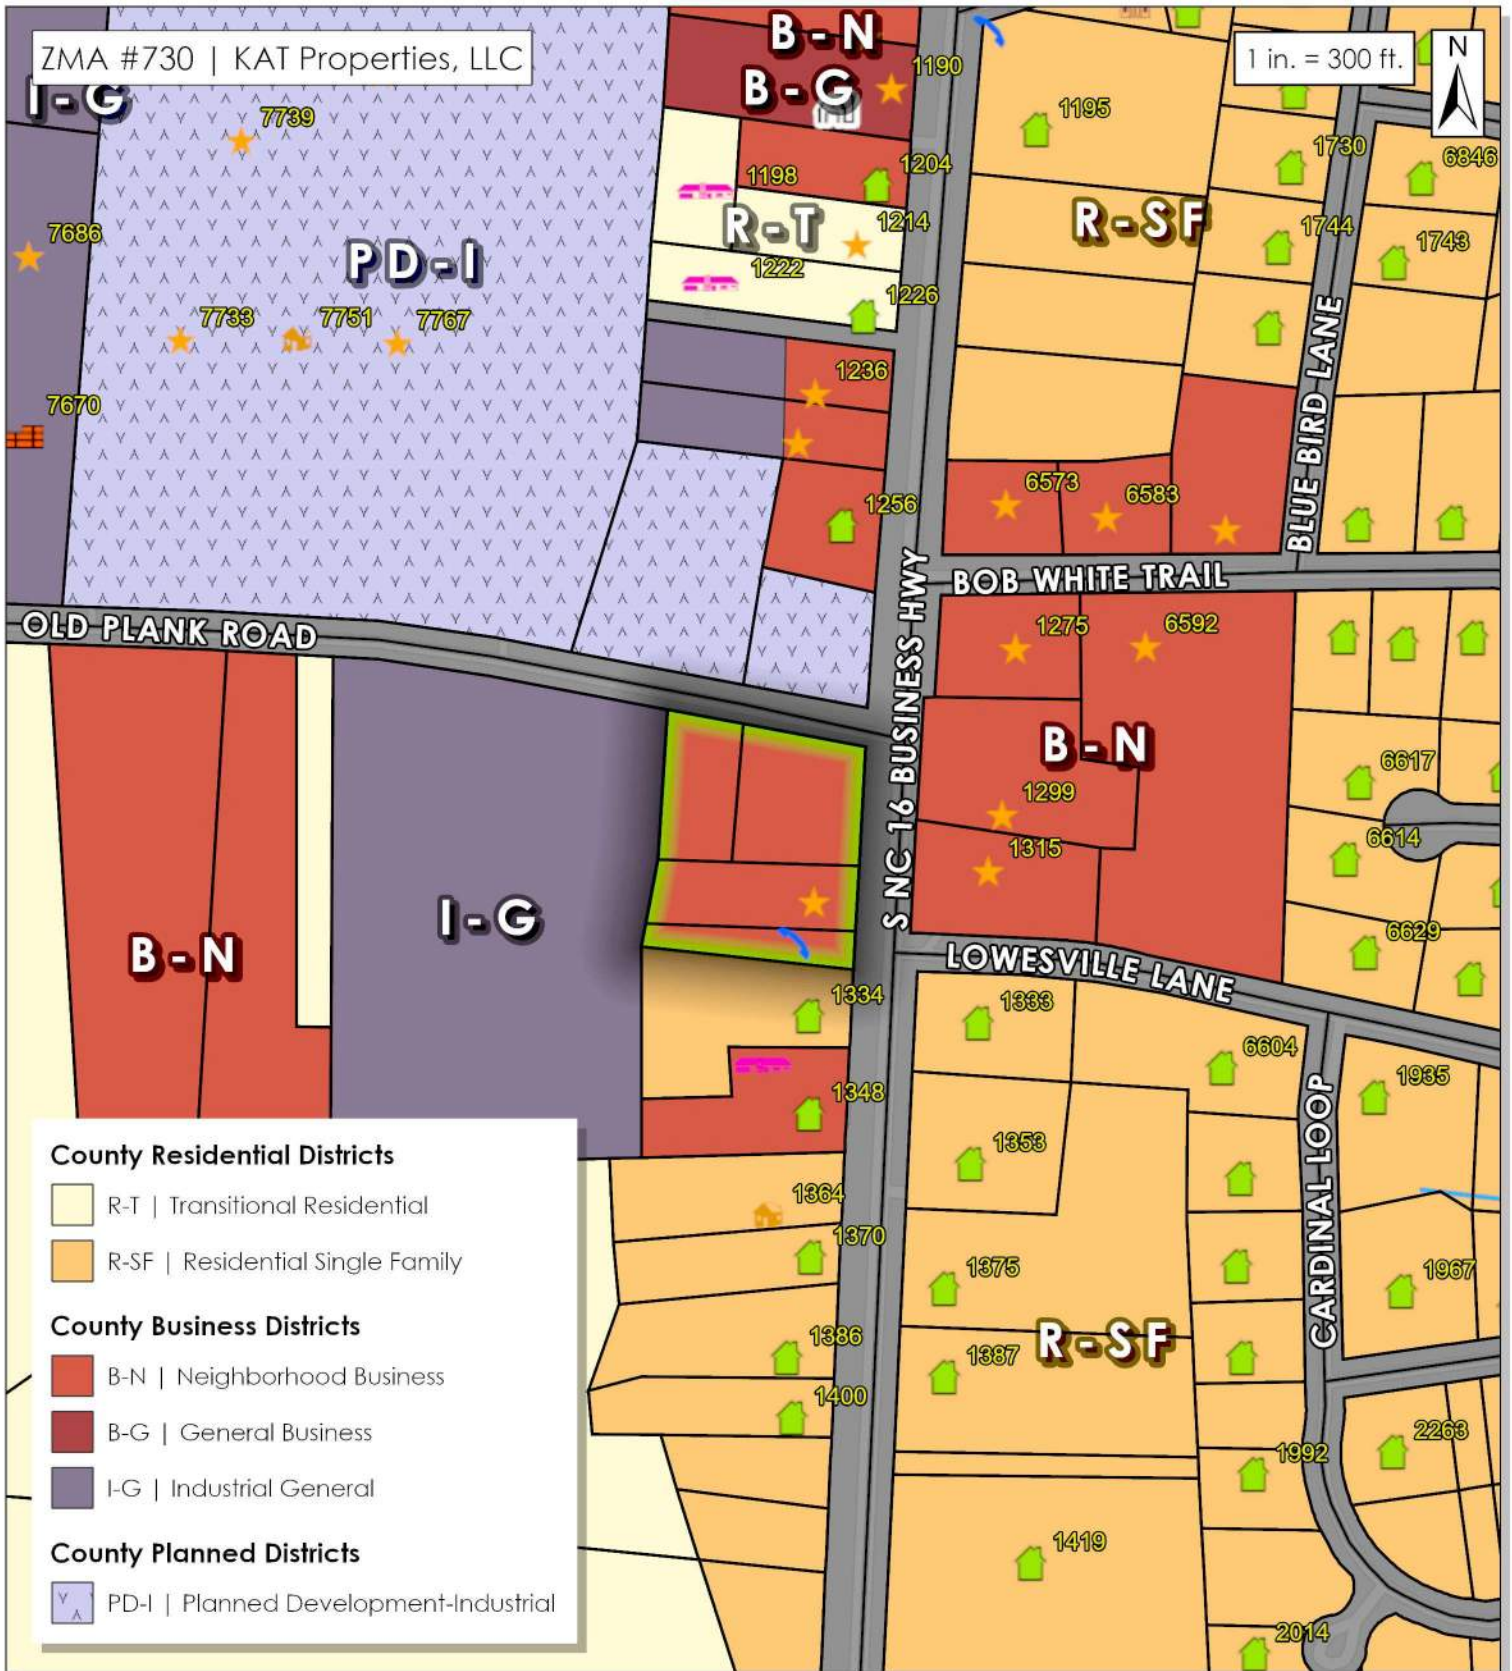 ZMA #730 | KAT Properties, LLC
1 in. = 300 ft.
N
I-G
B-N
B-G
1190
7739
1195
1730
6846
1204
1198
R-T
1214
R-SF
1744
1743
7686
PD-I
1222
1226
7733
7751
7767
1236
7670
BLUE BIRD LANE
6573
6583
1256
BOB WHITE TRAIL
OLD PLANK ROAD
1275
6592
S NC 16 BUSINESS HWY
B-N
6617
1299
6614
1315
I-G
B-N
6629
LOWESVILLE LANE
1334
1333
6604
1935
1348
CARDINAL LOOP
1353
1364
1370
1375
1967
1386
1387
R-SF
1400
2263
1992
1419
2014
County Residential Districts
R-T | Transitional Residential
R-SF | Residential Single Family
County Business Districts
B-N | Neighborhood Business
B-G | General Business
I-G | Industrial General
County Planned Districts
PD-I | Planned Development-Industrial